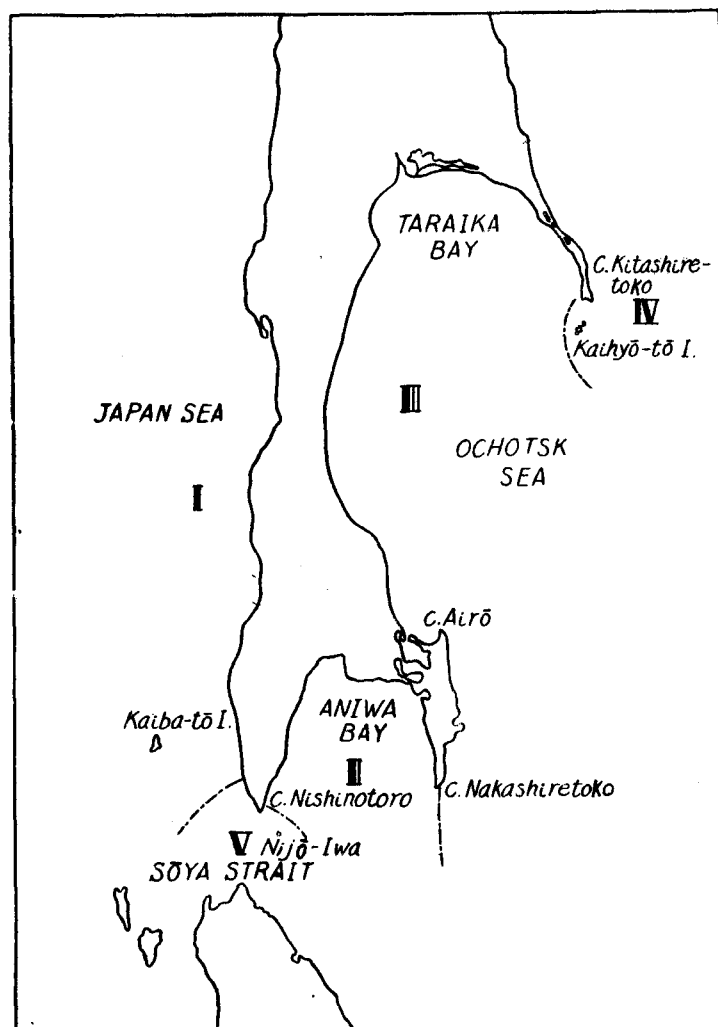 TARAIKA
BAY
C.Kitashire-
toko
IV
Kaihyō-tō I.
JAPAN SEA
III
OCHOTSK
SEA
I
C.Airō
Kaiba-tō I.
ANIWA
BAY
II
C.Nishinotoro
C.Nakashiretoko
V
Nijō-Iwa
SŌYA STRAIT